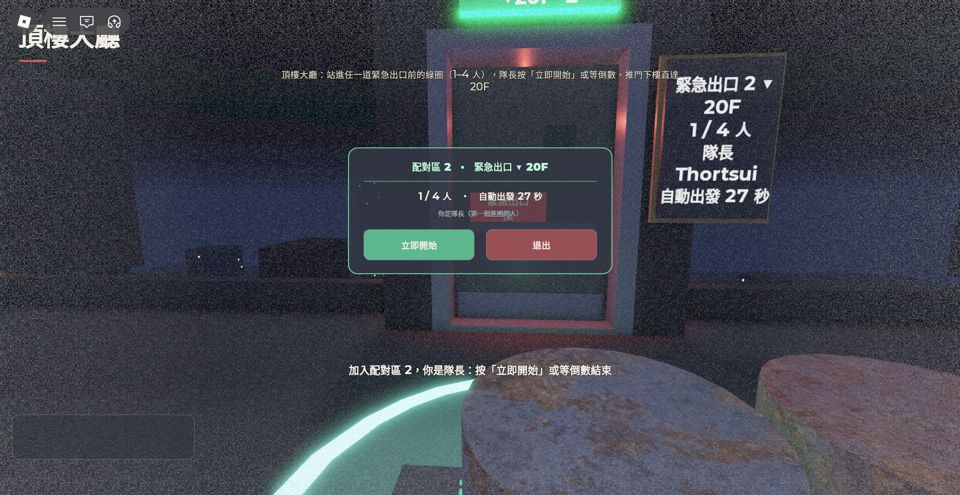 頂樓大廳
20F
頂樓大廳：站進任一道緊急出口前的綠圈（1–4 人），隊長按「立即開始」或等倒數，推門下樓直達
20F
緊急出口 2 ▼
20F
1 / 4 人
隊長
Thortsui
自動出發 27 秒
配對區 2 • 緊急出口 ▼ 20F
1 / 4 人 • 自動出發 27 秒
緊急出口
你是隊長（第一個進圈的人）
立即開始
退出
加入配對區 2，你是隊長：按「立即開始」或等倒數結束